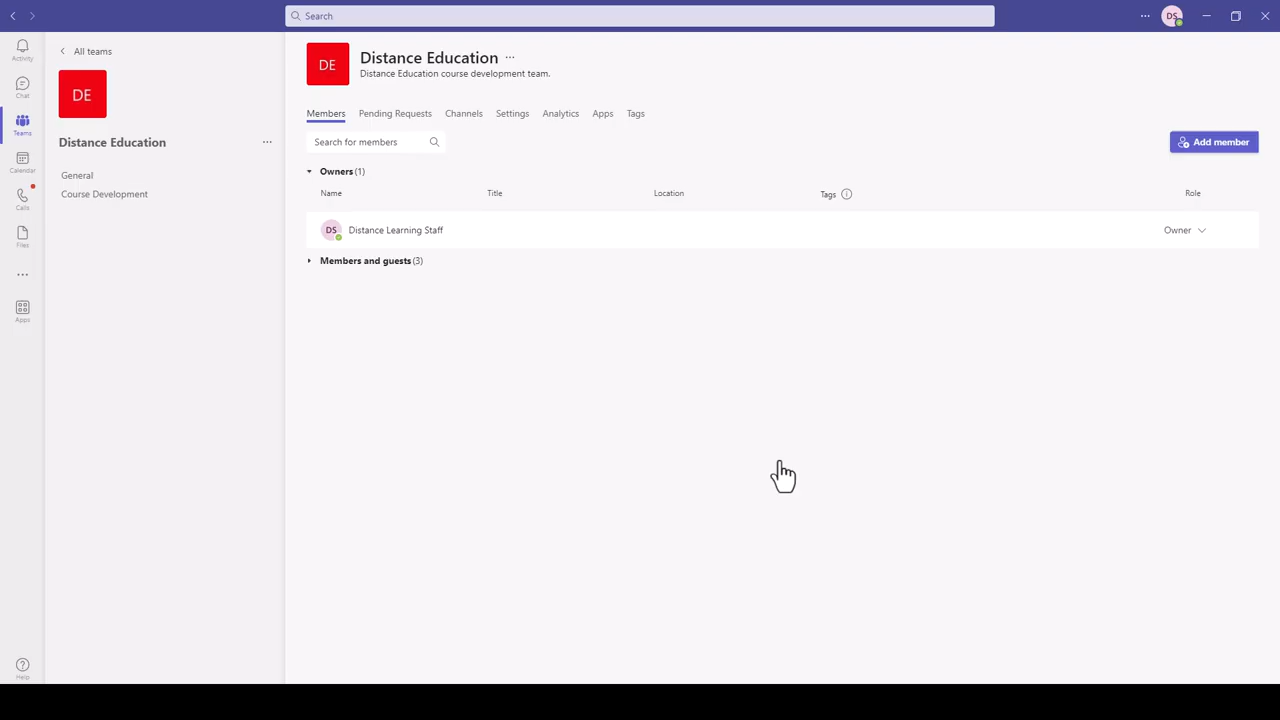 Search
DS
Activity
Chat
Teams
Calendar
Calls
Files
Apps
Help
All teams
DE
Distance Education
General
Course Development
DE
Distance Education
Distance Education course development team.
Members Pending Requests Channels Settings Analytics Apps Tags
Search for members
Add member
Owners (1)
Name Title Location Tags Role
DS Distance Learning Staff Owner
Members and guests (3)